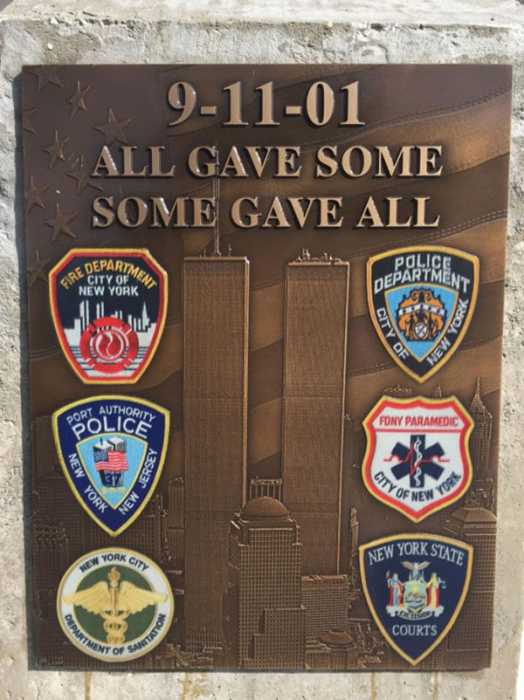 9-11-01
ALL GAVE SOME
SOME GAVE ALL
FIRE DEPARTMENT
CITY OF
NEW YORK
POLICE
DEPARTMENT
CITY OF NEW YORK
PORT AUTHORITY
POLICE
NEW YORK NEW JERSEY
FDNY PARAMEDIC
CITY OF NEW YORK
NEW YORK CITY
DEPARTMENT OF SANITATION
NEW YORK STATE
COURTS